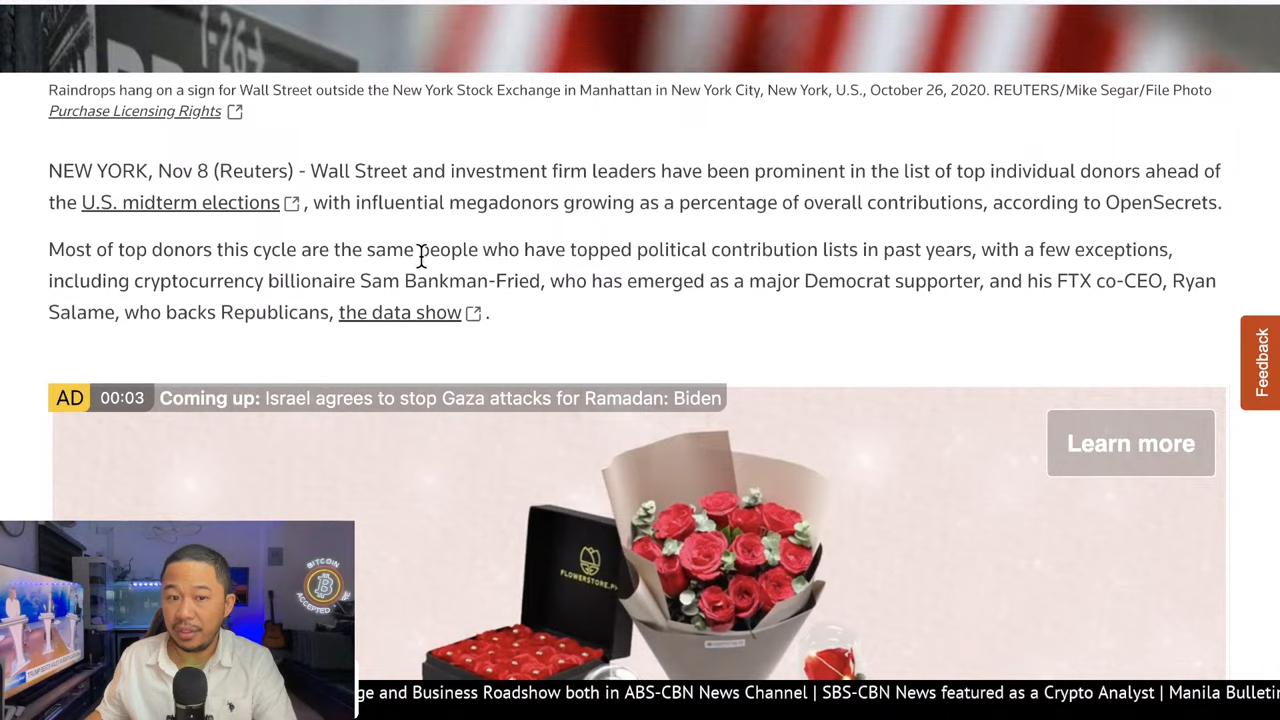 1-26-
Raindrops hang on a sign for Wall Street outside the New York Stock Exchange in Manhattan in New York City, New York, U.S., October 26, 2020. REUTERS/Mike Segar/File Photo
Purchase Licensing Rights
NEW YORK, Nov 8 (Reuters) - Wall Street and investment firm leaders have been prominent in the list of top individual donors ahead of
the U.S. midterm elections , with influential megadonors growing as a percentage of overall contributions, according to OpenSecrets.
Most of top donors this cycle are the same people who have topped political contribution lists in past years, with a few exceptions,
including cryptocurrency billionaire Sam Bankman-Fried, who has emerged as a major Democrat supporter, and his FTX co-CEO, Ryan
Salame, who backs Republicans, the data show .
Feedback
AD 00:03 Coming up: Israel agrees to stop Gaza attacks for Ramadan: Biden
Learn more
FLOWERSTORE.PH
BITCOIN
ACCEPTED
ge and Business Roadshow both in ABS-CBN News Channel | SBS-CBN News featured as a Crypto Analyst | Manila Bulletin